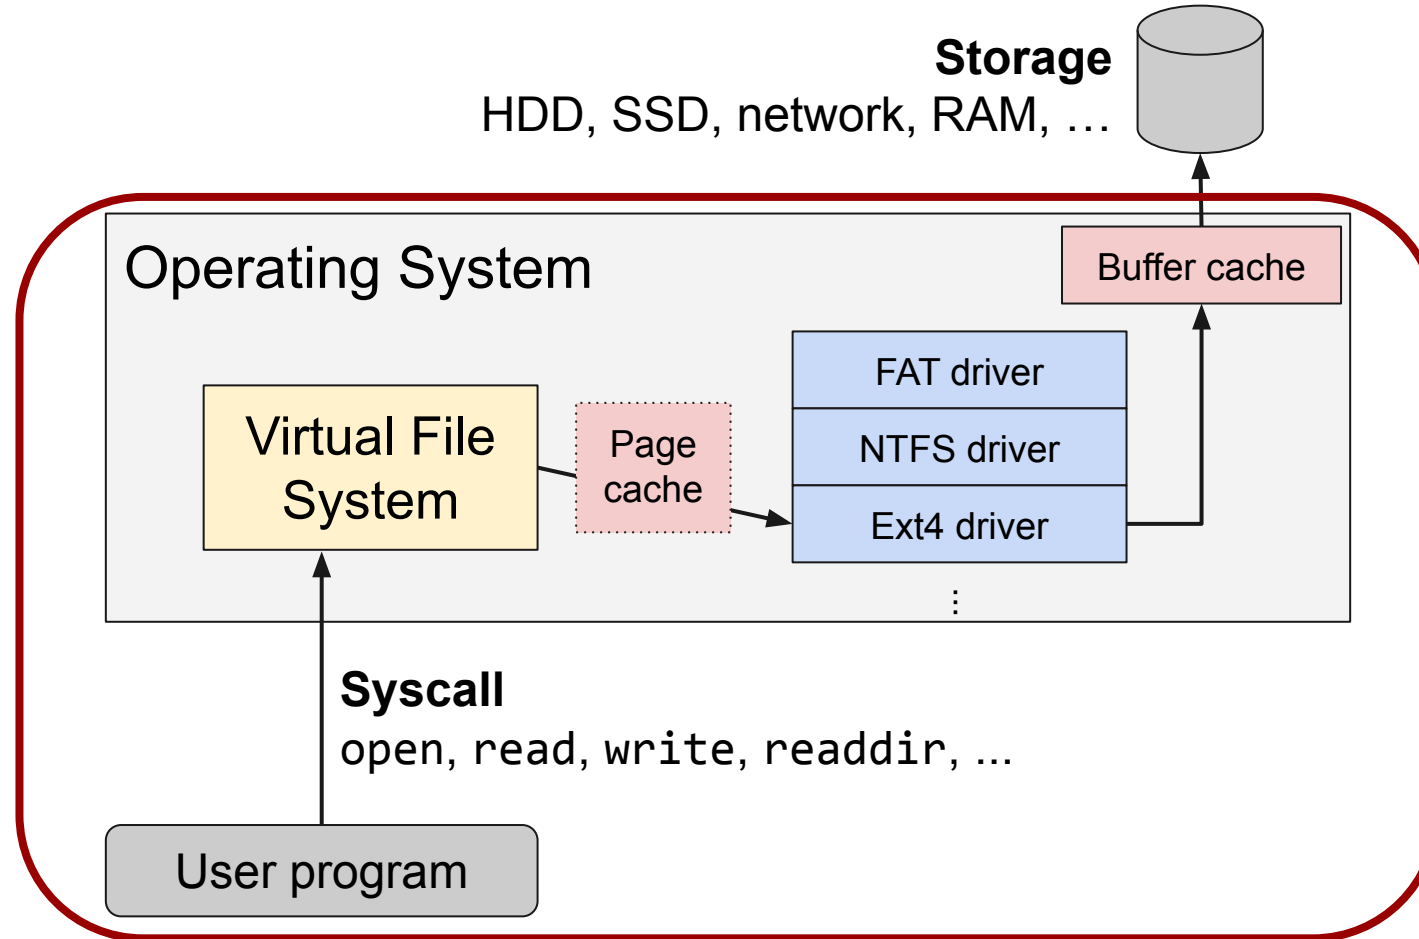 Storage
HDD, SSD, network, RAM, …
Operating System
Buffer cache
FAT driver
Virtual File
System
Page
cache
NTFS driver
Ext4 driver
...
Syscall
open, read, write, readdir, ...
User program